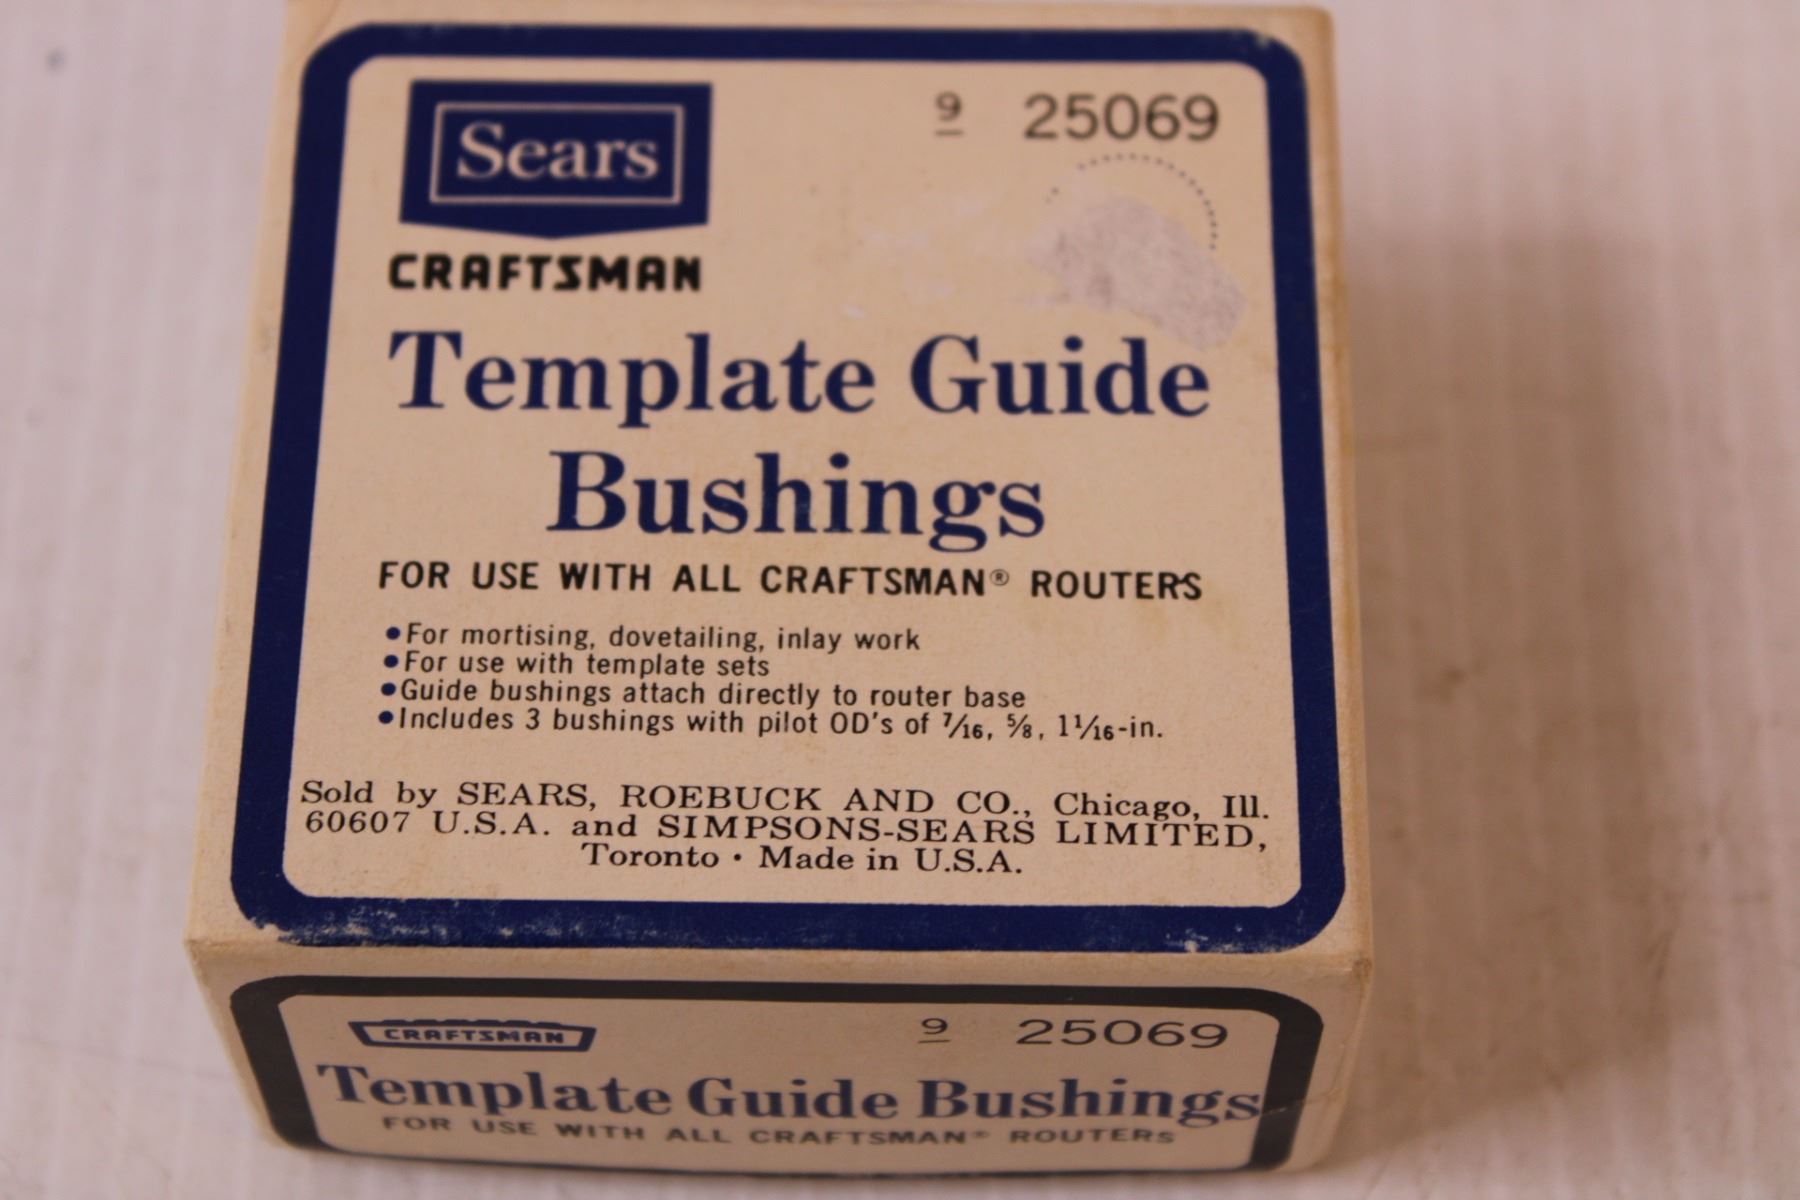 Sears
9 25069
CRAFTSMAN
Template Guide
Bushings
FOR USE WITH ALL CRAFTSMAN® ROUTERS
•For mortising, dovetailing, inlay work
•For use with template sets
•Guide bushings attach directly to router base
•Includes 3 bushings with pilot OD's of 7/16, 5/8, 1 1/16-in.
Sold by SEARS, ROEBUCK AND CO., Chicago, Ill.
60607 U.S.A. and SIMPSONS-SEARS LIMITED,
Toronto • Made in U.S.A.
CRAFTSMAN
9 25069
Template Guide Bushings
FOR USE WITH ALL CRAFTSMAN® ROUTERS